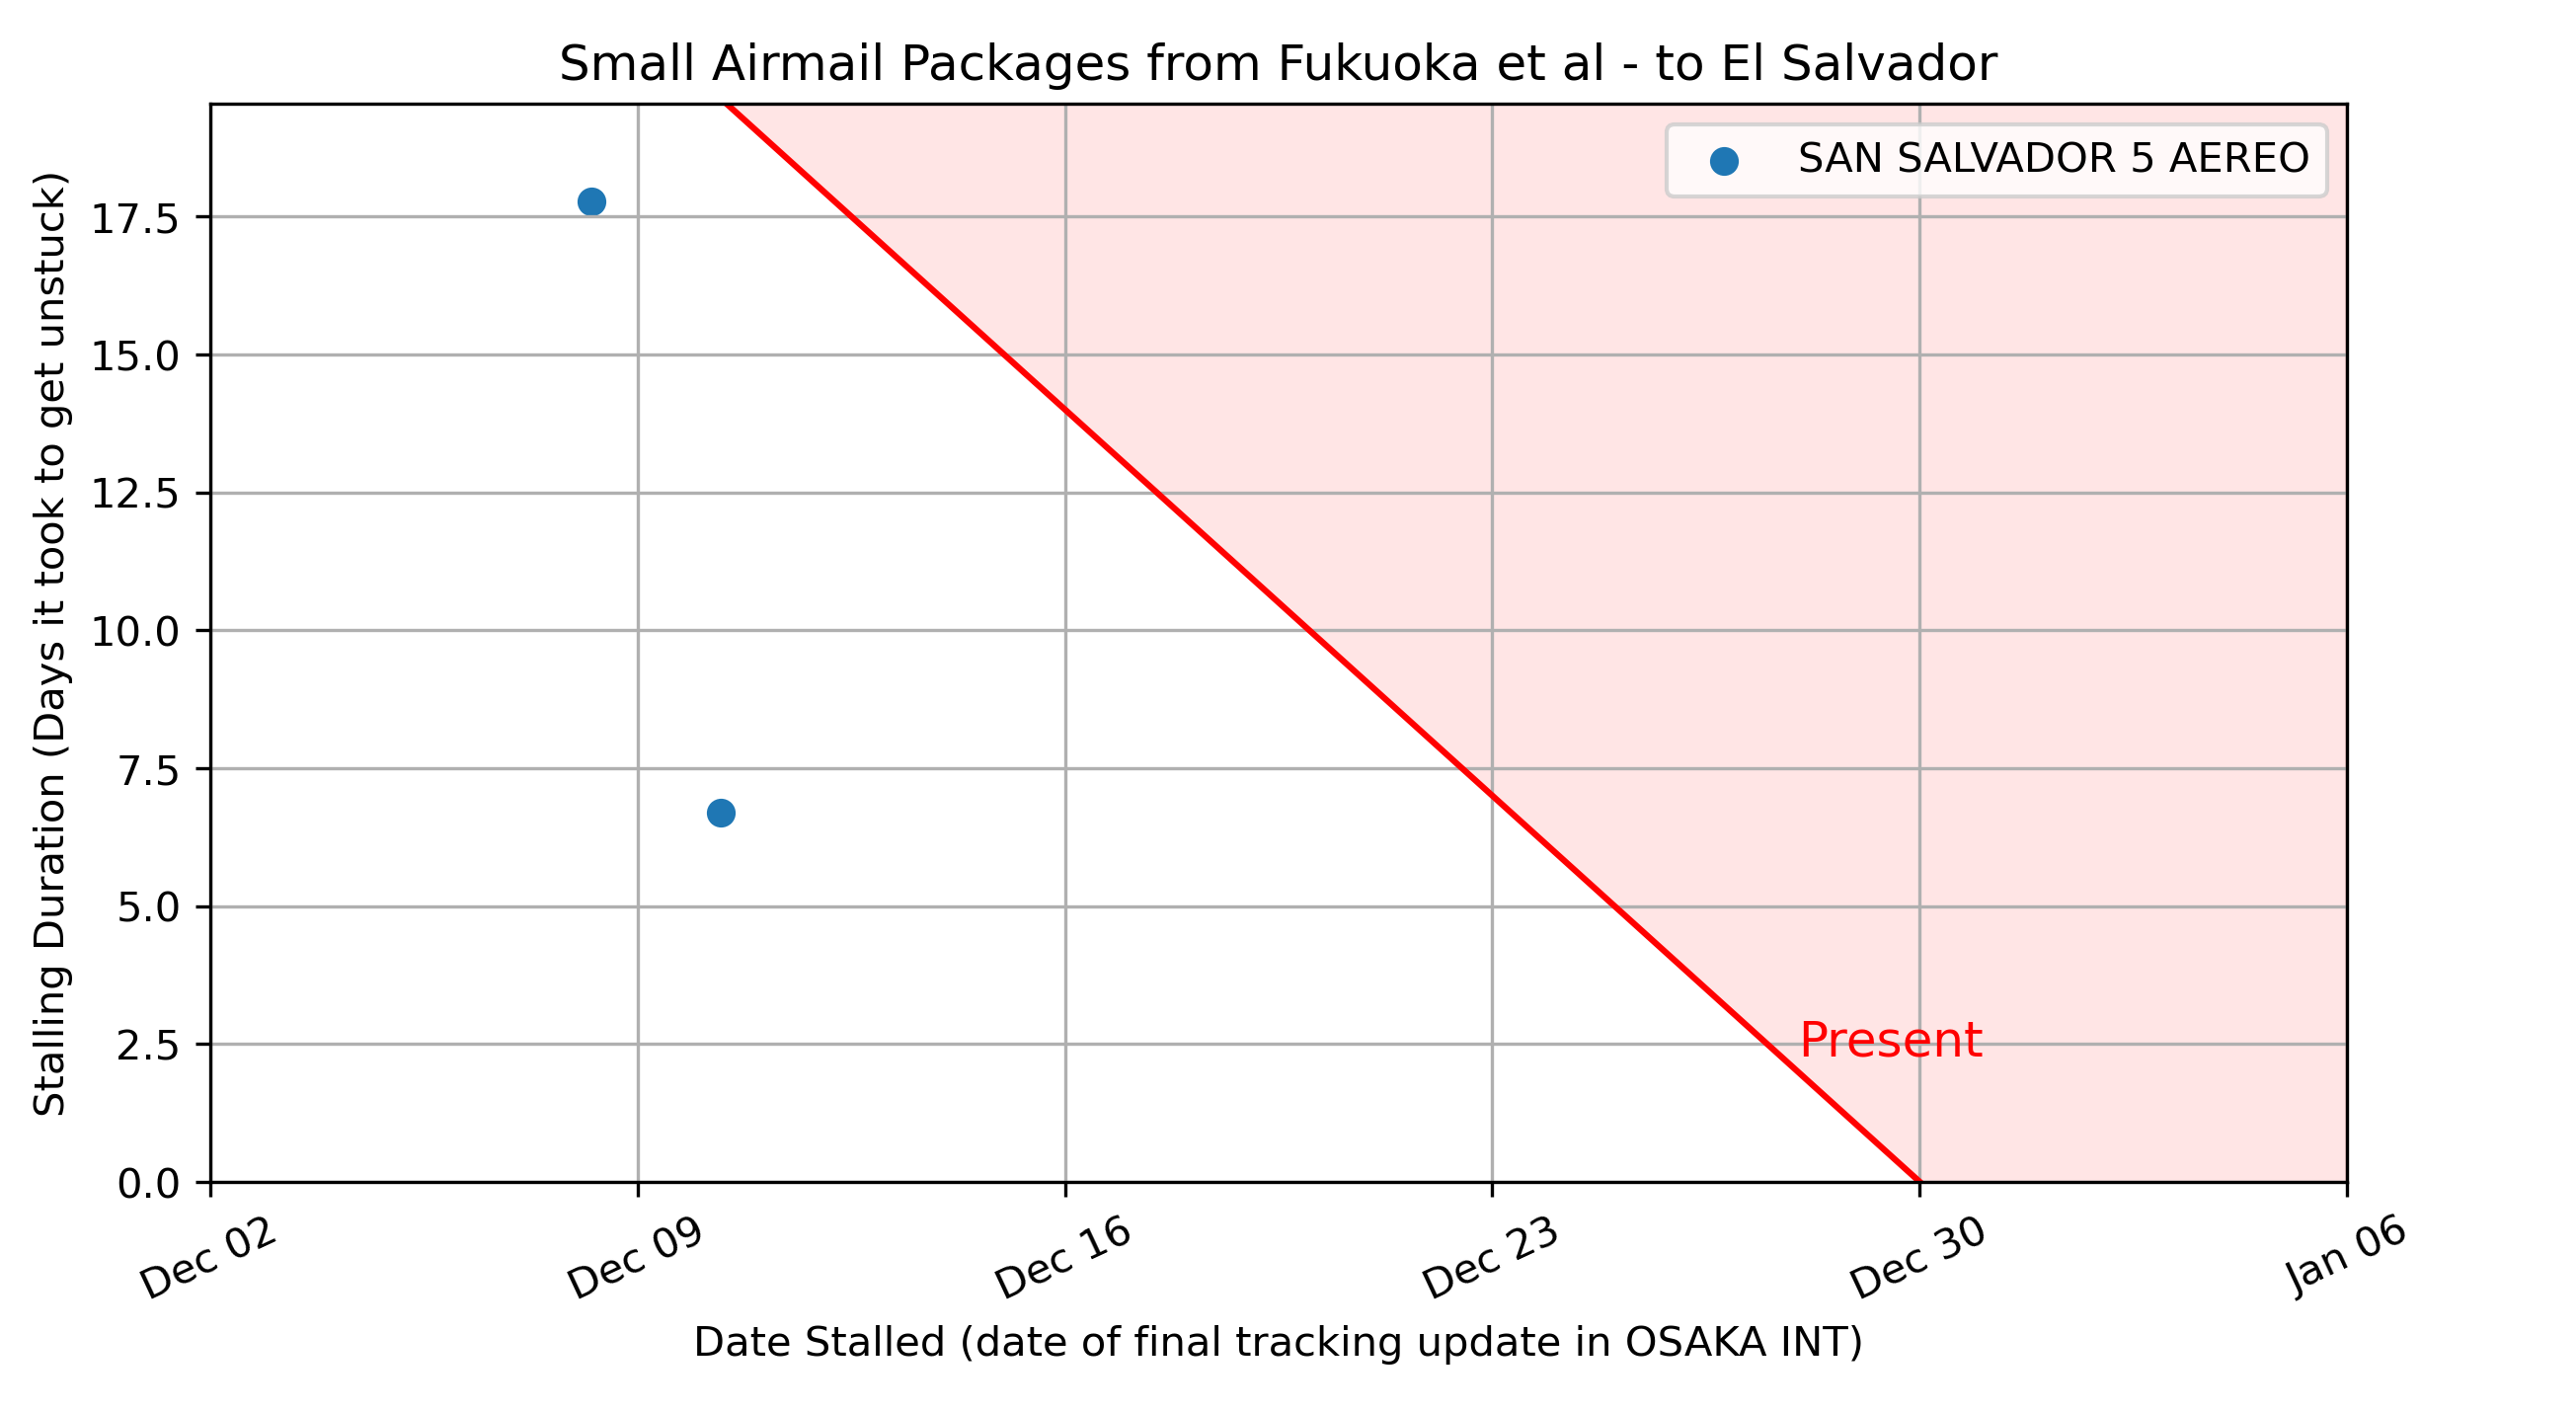 Small Airmail Packages from Fukuoka et al - to El Salvador
SAN SALVADOR 5 AEREO
Stalling Duration (Days it took to get unstuck)
17.5
15.0
12.5
10.0
7.5
5.0
2.5
0.0
Present
Dec 02
Dec 09
Dec 16
Dec 23
Dec 30
Jan 06
Date Stalled (date of final tracking update in OSAKA INT)